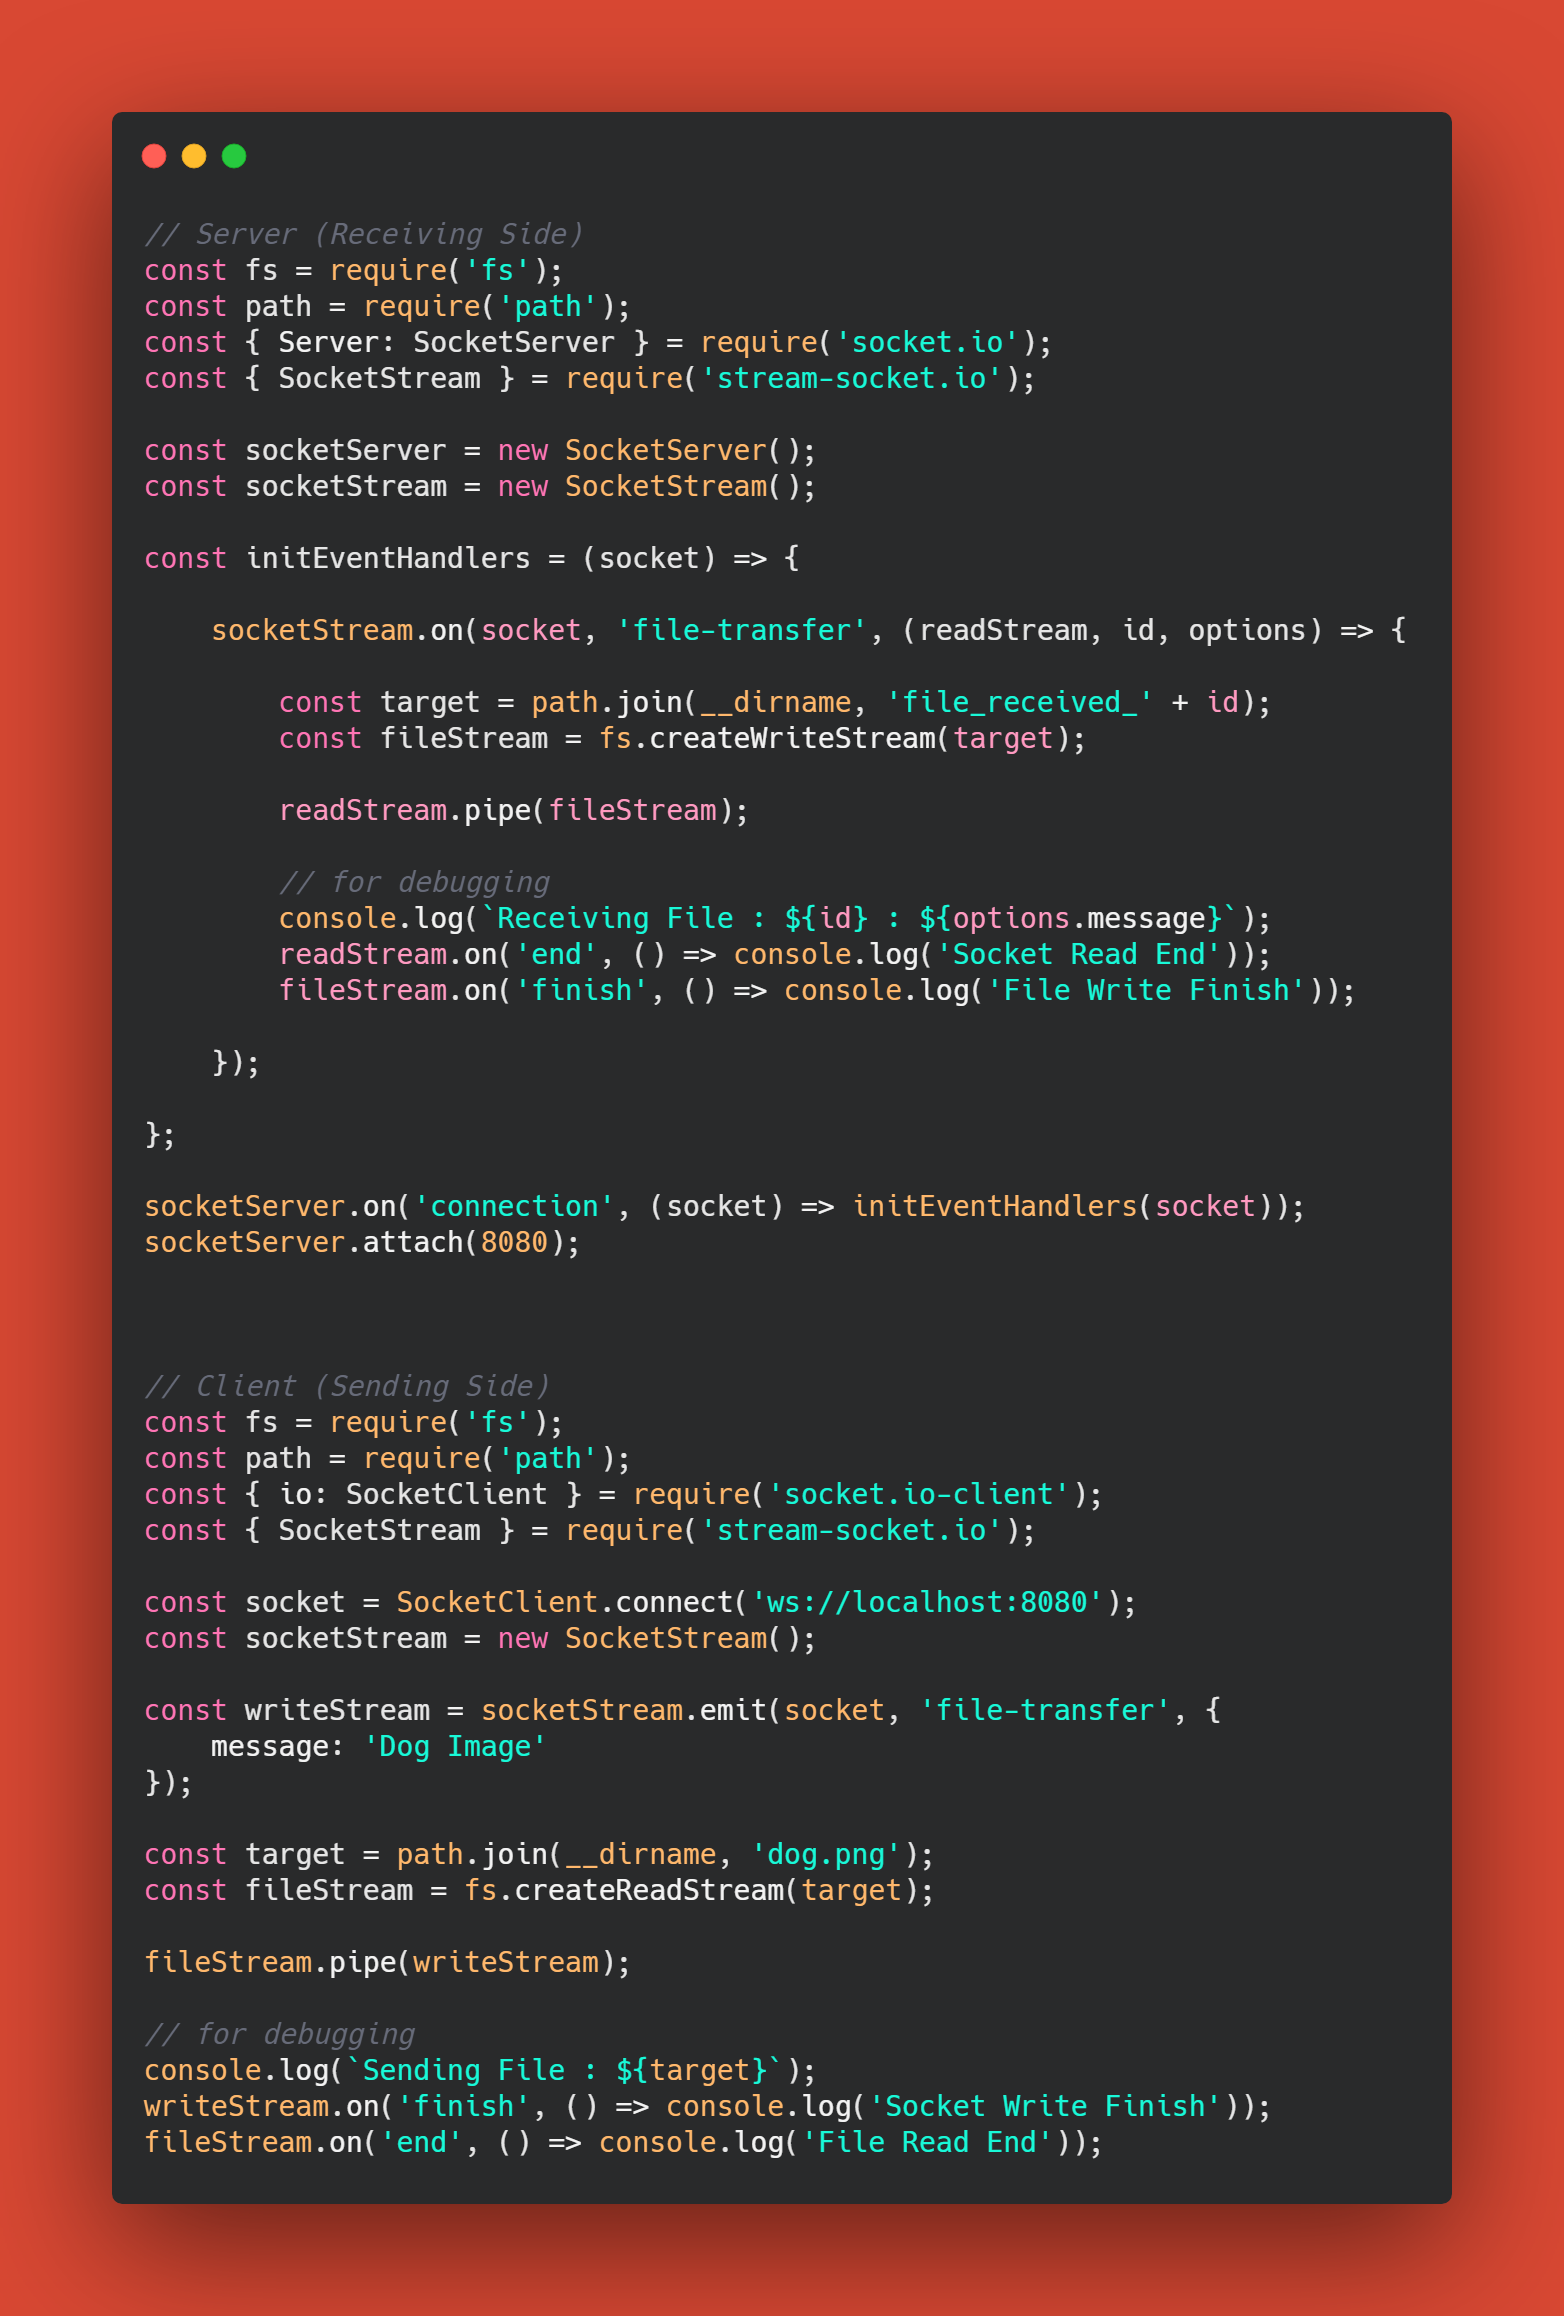 // Server (Receiving Side)
const fs = require('fs');
const path = require('path');
const { Server: SocketServer } = require('socket.io');
const { SocketStream } = require('stream-socket.io');

const socketServer = new SocketServer();
const socketStream = new SocketStream();

const initEventHandlers = (socket) => {

    socketStream.on(socket, 'file-transfer', (readStream, id, options) => {

        const target = path.join(__dirname, 'file_received_' + id);
        const fileStream = fs.createWriteStream(target);

        readStream.pipe(fileStream);

        // for debugging
        console.log(`Receiving File : ${id} : ${options.message}`);
        readStream.on('end', () => console.log('Socket Read End'));
        fileStream.on('finish', () => console.log('File Write Finish'));

    });

};

socketServer.on('connection', (socket) => initEventHandlers(socket));
socketServer.attach(8080);

// Client (Sending Side)
const fs = require('fs');
const path = require('path');
const { io: SocketClient } = require('socket.io-client');
const { SocketStream } = require('stream-socket.io');

const socket = SocketClient.connect('ws://localhost:8080');
const socketStream = new SocketStream();

const writeStream = socketStream.emit(socket, 'file-transfer', {
    message: 'Dog Image'
});

const target = path.join(__dirname, 'dog.png');
const fileStream = fs.createReadStream(target);

fileStream.pipe(writeStream);

// for debugging
console.log(`Sending File : ${target}`);
writeStream.on('finish', () => console.log('Socket Write Finish'));
fileStream.on('end', () => console.log('File Read End'));